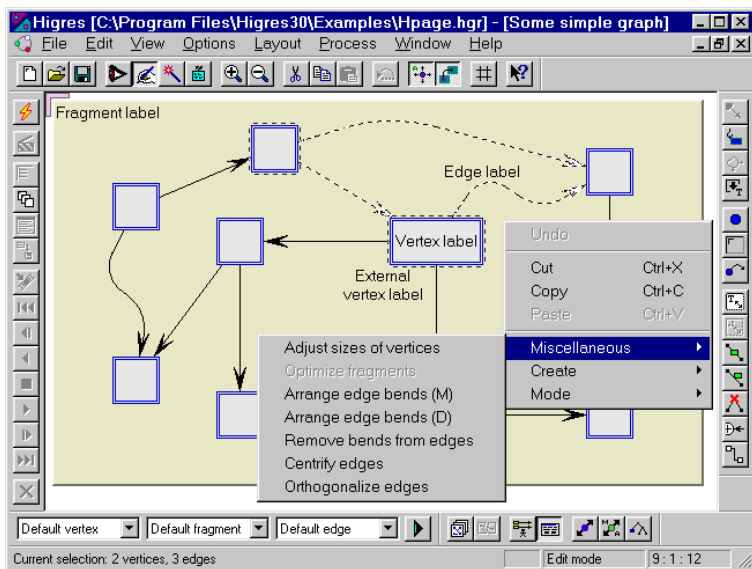 Higres [C:\Program Files\Higres30\Examples\Hpage.hgr] - [Some simple graph]
File Edit View Options Layout Process Window Help
Fragment label
Edge label
Vertex label
External
vertex label
Undo
Cut Ctrl+X
Copy Ctrl+C
Paste Ctrl+V
Miscellaneous
Create
Mode
Adjust sizes of vertices
Optimize fragments
Arrange edge bends (M)
Arrange edge bends (D)
Remove bends from edges
Centrify edges
Orthogonalize edges
Default vertex Default fragment Default edge
Current selection: 2 vertices, 3 edges Edit mode 9 : 1 : 12